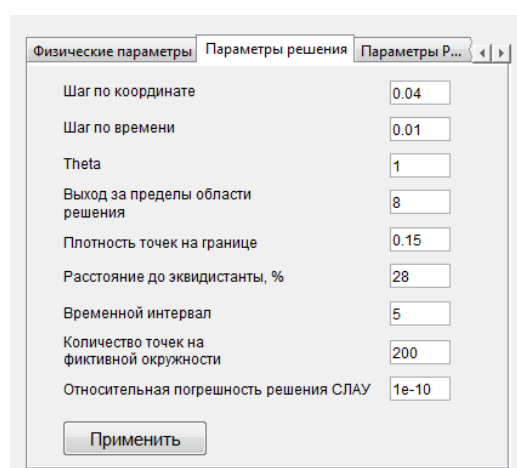 Физические параметры Параметры решения Параметры Р...
Шаг по координате 0.04
Шаг по времени 0.01
Theta 1
Выход за пределы области
решения 8
Плотность точек на границе 0.15
Расстояние до эквидистанты, % 28
Временной интервал 5
Количество точек на
фиктивной окружности 200
Относительная погрешность решения СЛАУ 1e-10
Применить